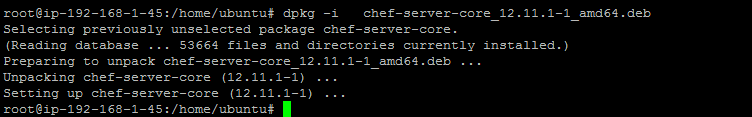 root@ip-192-168-1-45:/home/ubuntu# dpkg -i   chef-server-core_12.11.1-1_amd64.deb
Selecting previously unselected package chef-server-core.
(Reading database ... 53664 files and directories currently installed.)
Preparing to unpack chef-server-core_12.11.1-1_amd64.deb ...
Unpacking chef-server-core (12.11.1-1) ...
Setting up chef-server-core (12.11.1-1) ...
root@ip-192-168-1-45:/home/ubuntu#